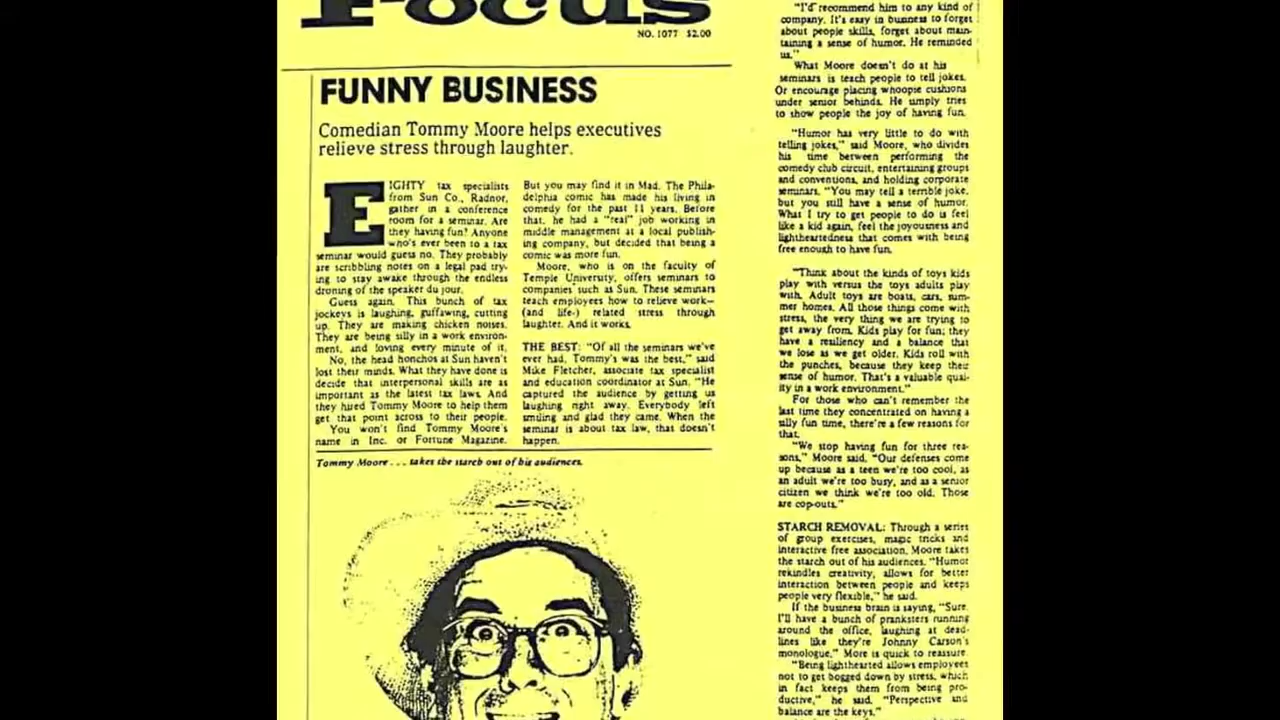 Focus
NO. 1077 $2.00
FUNNY BUSINESS
Comedian Tommy Moore helps executives
relieve stress through laughter.
EIGHTY tax specialists
from Sun Co., Radnor,
gather in a conference
room for a seminar. Are
they having fun? Anyone
who's ever been to a tax
seminar would guess no. They probably
are scribbling notes on a legal pad try-
ing to stay awake through the endless
droning of the speaker du jour.
Guess again. This bunch of tax
jockeys is laughing, guffawing, cutting
up. They are making chicken noises.
They are being silly in a work environ-
ment, and loving every minute of it.
No, the head honchos at Sun haven't
lost their minds. What they have done is
decide that interpersonal skills are as
important as the latest tax laws. And
they hired Tommy Moore to help them
get that point across to their people.
You won't find Tommy Moore's
name in Inc. or Fortune Magazine.
But you may find it in Mad. The Phila-
delphia comic has made his living in
comedy for the past 11 years. Before
that, he had a "real" job working in
middle management at a local publish-
ing company, but decided that being a
comic was more fun.
Moore, who is on the faculty of
Temple University, offers seminars to
companies such as Sun. These seminars
teach employees how to relieve work—
(and life-) related stress through
laughter. And it works.
THE BEST: "Of all the seminars we've
ever had, Tommy's was the best," said
Mike Fletcher, associate tax specialist
and education coordinator at Sun. "He
captured the audience by getting us
laughing right away. Everybody left
smiling and glad they came. When the
seminar is about tax law, that doesn't
happen.
Tommy Moore . . . takes the starch out of his audiences.
"I'd recommend him to any kind of
company. It's easy in business to forget
about people skills, forget about main-
taining a sense of humor. He reminded
us."
What Moore doesn't do at his
seminars is teach people to tell jokes.
Or encourage placing whoopie cushions
under senior behinds. He simply tries
to show people the joy of having fun.
"Humor has very little to do with
telling jokes," said Moore, who divides
his time between performing the
comedy club circuit, entertaining groups
and conventions, and holding corporate
seminars. "You may tell a terrible joke,
but you still have a sense of humor.
What I try to get people to do is feel
like a kid again, feel the joyousness and
lightheartedness that comes with being
free enough to have fun.
"Think about the kinds of toys kids
play with versus the toys adults play
with. Adult toys are boats, cars, sum-
mer homes. All those things come with
stress, the very thing we are trying to
get away from. Kids play for fun; they
have a resiliency and a balance that
we lose as we get older. Kids roll with
the punches, because they keep their
sense of humor. That's a valuable qual-
ity in a work environment."
For those who can't remember the
last time they concentrated on having a
silly fun time, there're a few reasons for
that.
"We stop having fun for three rea-
sons," Moore said. "Our defenses come
up because as a teen we're too cool, as
an adult we're too busy, and as a senior
citizen we think we're too old. Those
are cop-outs."
STARCH REMOVAL: Through a series
of group exercises, magic tricks and
interactive free association, Moore takes
the starch out of his audiences. "Humor
rekindles creativity, allows for better
interaction between people and keeps
people very flexible," he said.
If the business brain is saying, "Sure,
I'll have a bunch of pranksters running
around the office, laughing at dead-
lines like they're Johnny Carson's
monologue," More is quick to reassure.
"Being lighthearted allows employees
not to get bogged down by stress, which
in fact keeps them from being pro-
ductive," he said. "Perspective and
balance are the keys."